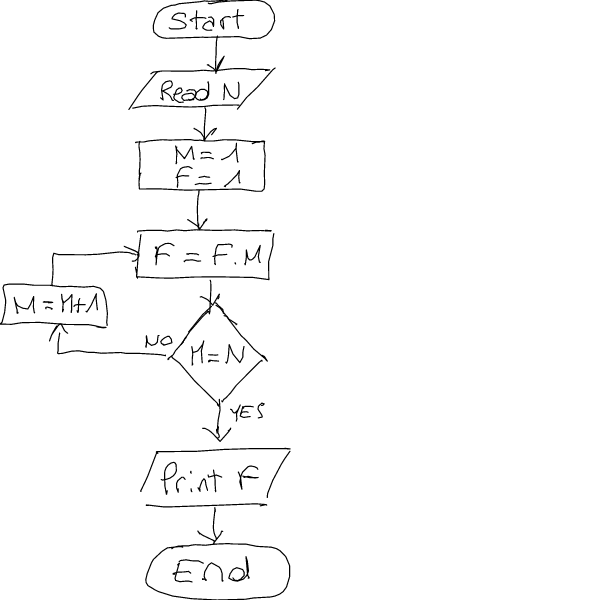 Start
Read N
M = 1
F = 1
F = F.M
M = M+1
NO
M = N
YES
Print F
End